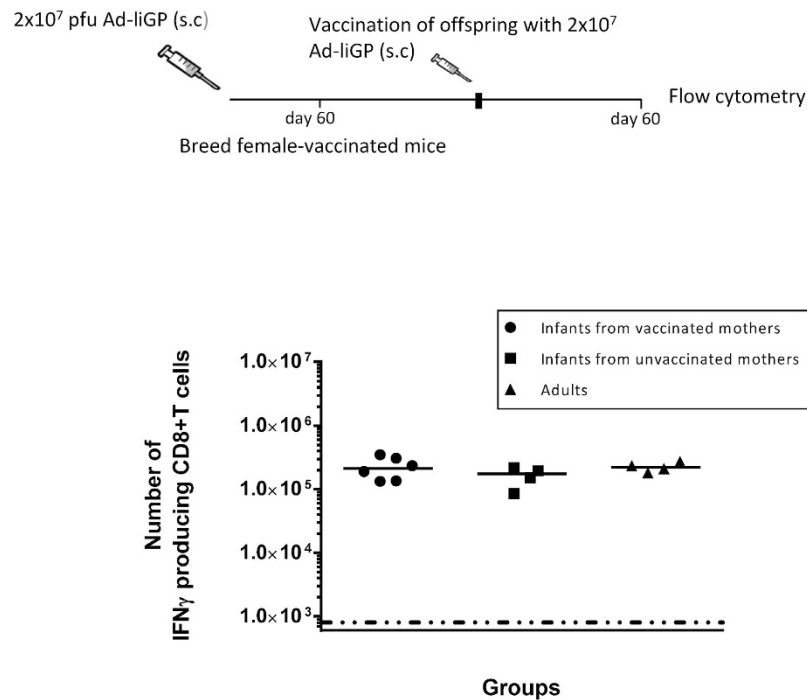 2x10⁷ pfu Ad-liGP (s.c)
Vaccination of offspring with 2x10⁷
Ad-liGP (s.c)
day 60
day 60
Flow cytometry
Breed female-vaccinated mice
Infants from vaccinated mothers
Infants from unvaccinated mothers
Adults
Number of
IFNγ producing CD8+T cells
1.0×10⁷
1.0×10⁶
1.0×10⁵
1.0×10⁴
1.0×10³
Groups